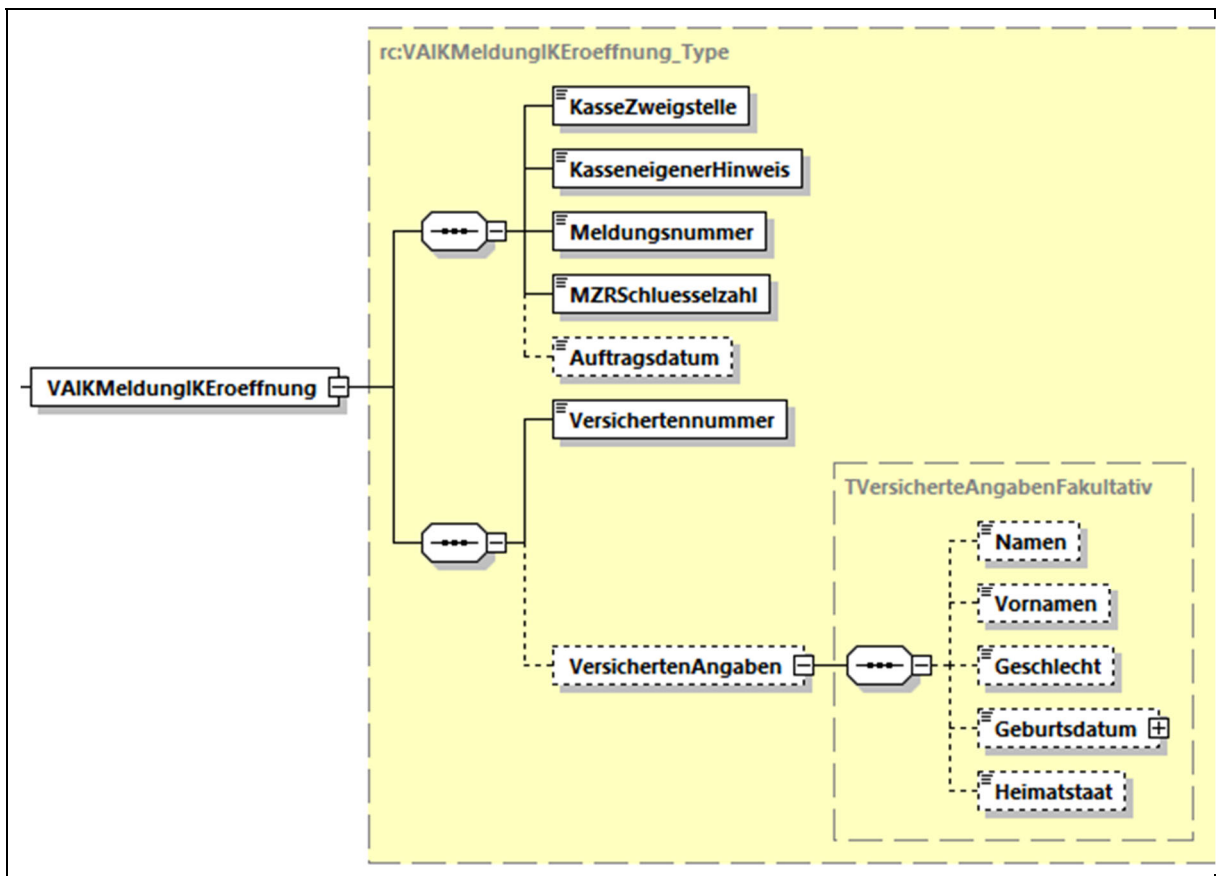 rc:VAIKMeldungIKEroeffnung_Type
KasseZweigstelle
KasseneigenerHinweis
Meldungsnummer
MZRSchluesselzahl
Auftragsdatum
VAIKMeldungIKEroeffnung
Versichertennummer
TVersicherteAngabenFakultativ
Namen
Vornamen
VersichertenAngaben
Geschlecht
Geburtsdatum
Heimatstaat